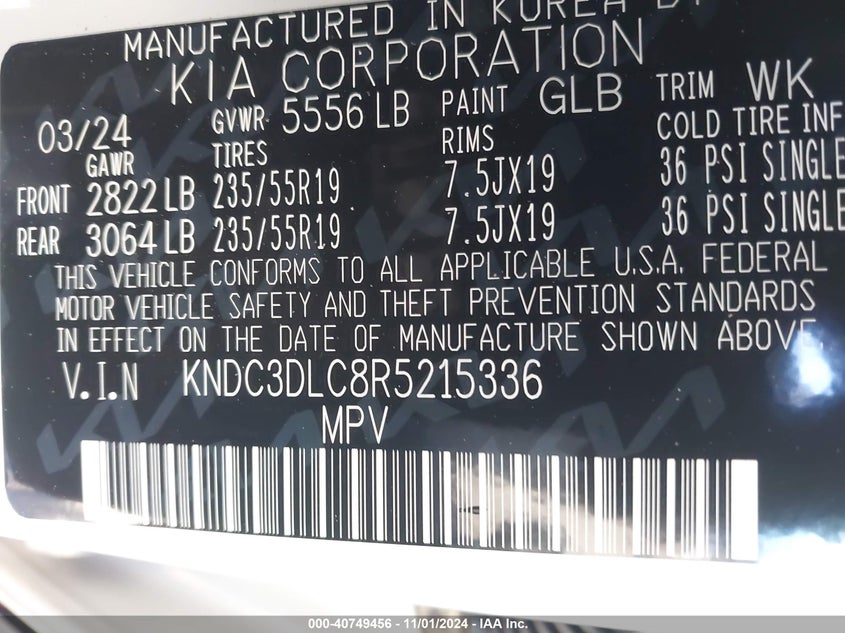 MANUFACTURED IN KOREA BY
KIA CORPORATION
03/24 GVWR 5556 LB PAINT GLB TRIM WK
GAWR TIRES RIMS COLD TIRE INF
FRONT 2822 LB 235/55R19 7.5JX19 36 PSI SINGLE
REAR 3064 LB 235/55R19 7.5JX19 36 PSI SINGLE
THIS VEHICLE CONFORMS TO ALL APPLICABLE U.S.A. FEDERAL
MOTOR VEHICLE SAFETY AND THEFT PREVENTION STANDARDS
IN EFFECT ON THE DATE OF MANUFACTURE SHOWN ABOVE.
V.I.N KNDC3DLC8R5215336
MPV
000-40749456 - 11/01/2024 - IAA Inc.